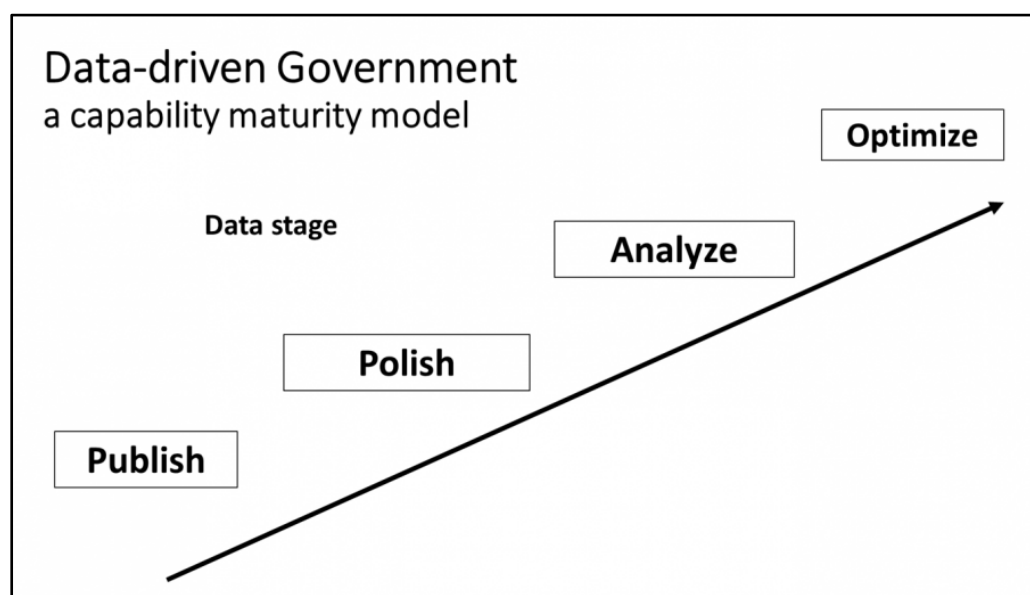 Data-driven Government
a capability maturity model
Optimize
Data stage
Analyze
Polish
Publish